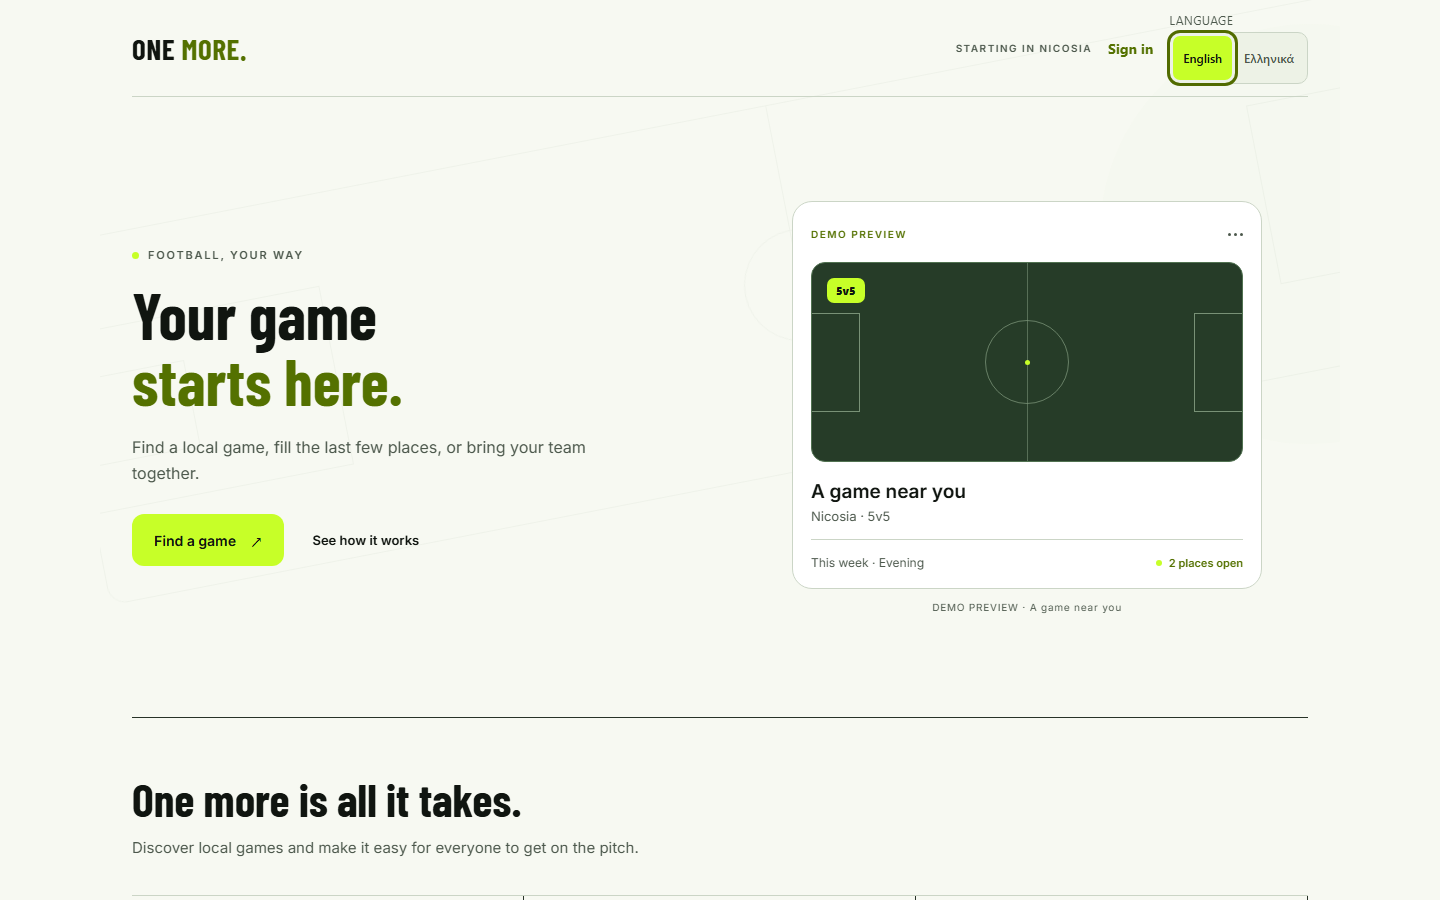 ONE MORE.
STARTING IN NICOSIA
Sign in
LANGUAGE
English
Ελληνικά
FOOTBALL, YOUR WAY
Your game
starts here.
Find a local game, fill the last few places, or bring your team
together.
Find a game ↗
See how it works
DEMO PREVIEW
5v5
A game near you
Nicosia · 5v5
This week · Evening
2 places open
DEMO PREVIEW · A game near you
One more is all it takes.
Discover local games and make it easy for everyone to get on the pitch.